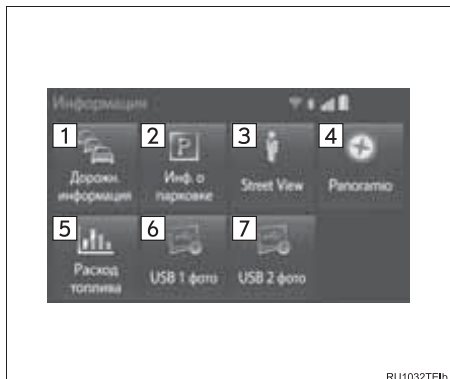 Информация
1
2
3
4
Дорожн.
информация
P
Инф. о
парковке
Street View
Panoramio
5
6
7
Расход
топлива
USB 1 фото
USB 2 фото
RU1032TEIb